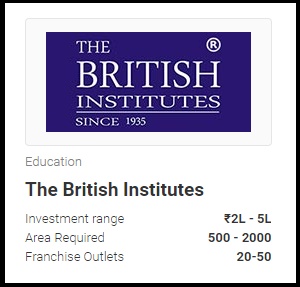 THE ®
BRITISH
INSTITUTES
SINCE 1935
Education
The British Institutes
Investment range ₹2L - 5L
Area Required 500 - 2000
Franchise Outlets 20-50